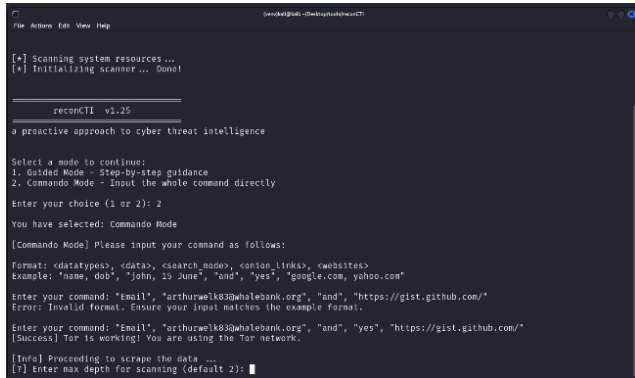 (venv)kali@kali: ~/Desktop/tools/reconCTI
File Actions Edit View Help
[*] Scanning system resources ...
[*] Initializing scanner ... Done!
reconCTI v1.25
a proactive approach to cyber threat intelligence
Select a mode to continue:
1. Guided Mode - Step-by-step guidance
2. Commando Mode - Input the whole command directly
Enter your choice (1 or 2): 2
You have selected: Commando Mode
[Commando Mode] Please input your command as follows:
Format: <datatypes>, <data>, <search_mode>, <onion_links>, <websites>
Example: "name, dob", "john, 15 June", "and", "yes", "google.com, yahoo.com"
Enter your command: "Email", "arthurwelk83@whalebank.org", "and", "https://gist.github.com/"
Error: Invalid format. Ensure your input matches the example format.
Enter your command: "Email", "arthurwelk83@whalebank.org", "and", "yes", "https://gist.github.com/"
[Success] Tor is working! You are using the Tor network.
[Info] Proceeding to scrape the data ...
[?] Enter max depth for scanning (default 2):